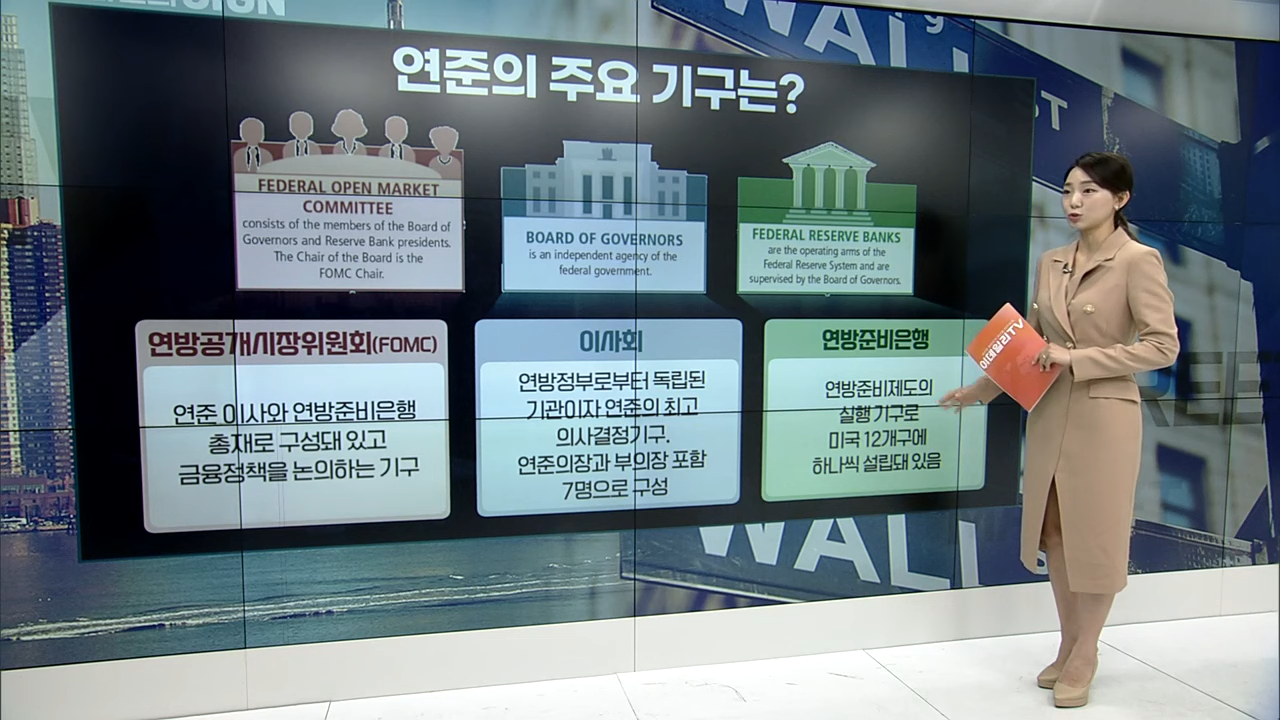 연준의 주요 기구는?
FEDERAL OPEN MARKET
COMMITTEE
consists of the members of the Board of
Governors and Reserve Bank presidents.
The Chair of the Board is the
FOMC Chair.
BOARD OF GOVERNORS
is an independent agency of the
federal government.
FEDERAL RESERVE BANKS
are the operating arms of the
Federal Reserve System and are
supervised by the Board of Governors.
연방공개시장위원회(FOMC)
연준 이사와 연방준비은행
총재로 구성돼 있고
금융정책을 논의하는 기구
이사회
연방정부로부터 독립된
기관이자 연준의 최고
의사결정기구.
연준의장과 부의장 포함
7명으로 구성
연방준비은행
연방준비제도의
실행 기구로
미국 12개구에
하나씩 설립돼 있음
이데일리TV
WALL
ST
WALL